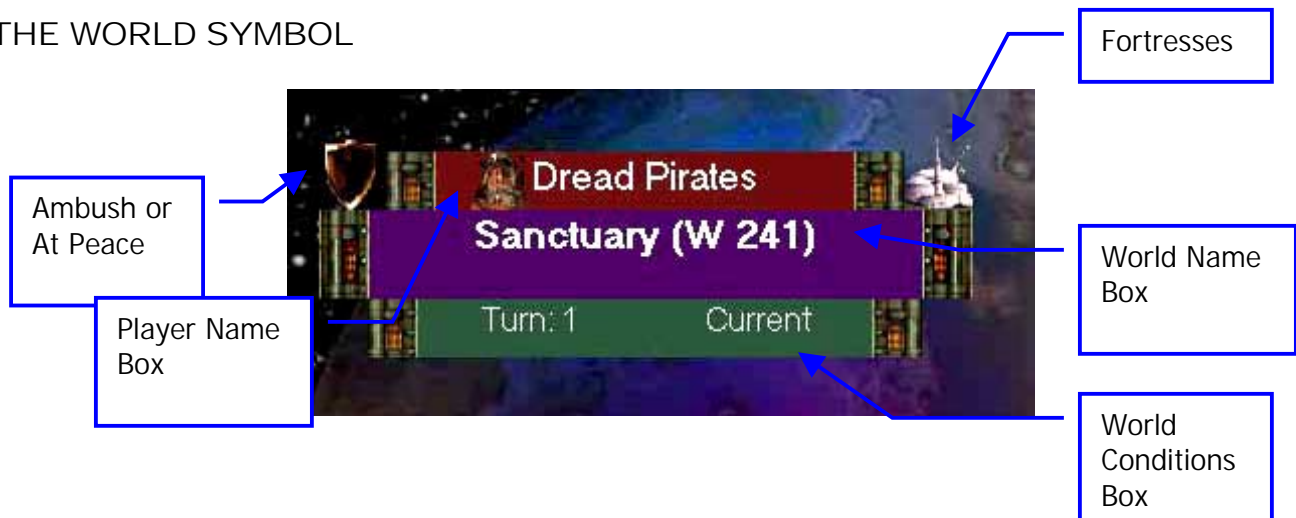 THE WORLD SYMBOL
Fortresses
Dread Pirates
Ambush or
At Peace
Sanctuary (W 241)
World Name
Box
Player Name
Box
Turn: 1 Current
World
Conditions
Box